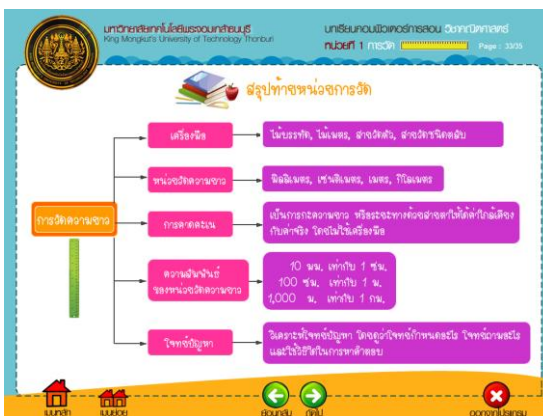 มหาวิทยาลัยเทคโนโลยีพระจอมเกล้าธนบุรี
King Mongkut's University of Technology Thonburi
บทเรียนคอมพิวเตอร์การสอน วิชาคณิตศาสตร์
หน่วยที่ 1 การวัด
Page : 33/35
สรุปท้ายหน่วยการวัด
การวัดความยาว
เครื่องมือ
ไม้บรรทัด, ไม้เมตร, สายวัดตัว, สายวัดชนิดตลับ
หน่วยวัดความยาว
มิลลิเมตร, เซนติเมตร, เมตร, กิโลเมตร
การคาดคะเน
เป็นการกะความยาว หรือระยะทางด้วยสายตาให้ได้ค่าใกล้เคียง
กับค่าจริง โดยไม่ใช้เครื่องมือ
ความสัมพันธ์
ของหน่วยวัดความยาว
10 มม. เท่ากับ 1 ซม.
100 ซม. เท่ากับ 1 ม.
1,000 ม. เท่ากับ 1 กม.
โจทย์ปัญหา
วิเคราะห์โจทย์ปัญหา โดยดูว่าโจทย์กำหนดอะไร โจทย์ถามอะไร
และใช้วิธีใดในการหาคำตอบ
เมนูหลัก
เมนูย่อย
ย้อนกลับ
ถัดไป
ออกจากโปรแกรม